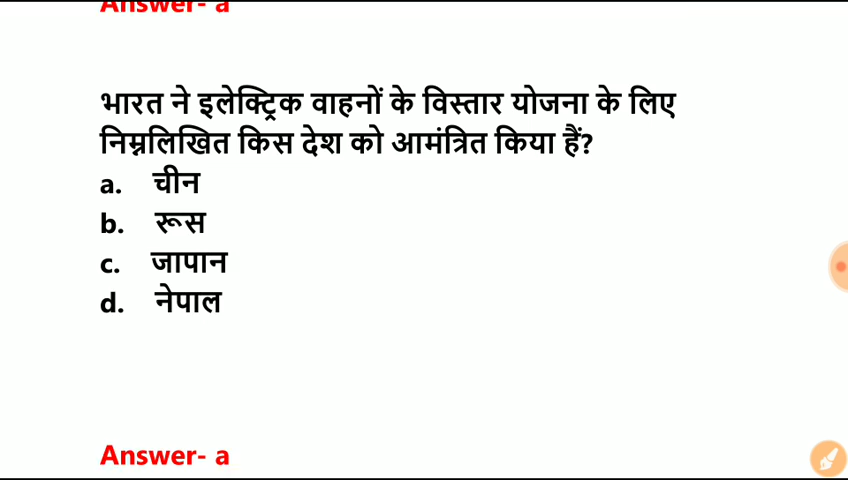 Answer- a
भारत ने इलेक्ट्रिक वाहनों के विस्तार योजना के लिए
निम्नलिखित किस देश को आमंत्रित किया हैं?
a. चीन
b. रूस
c. जापान
d. नेपाल
Answer- a